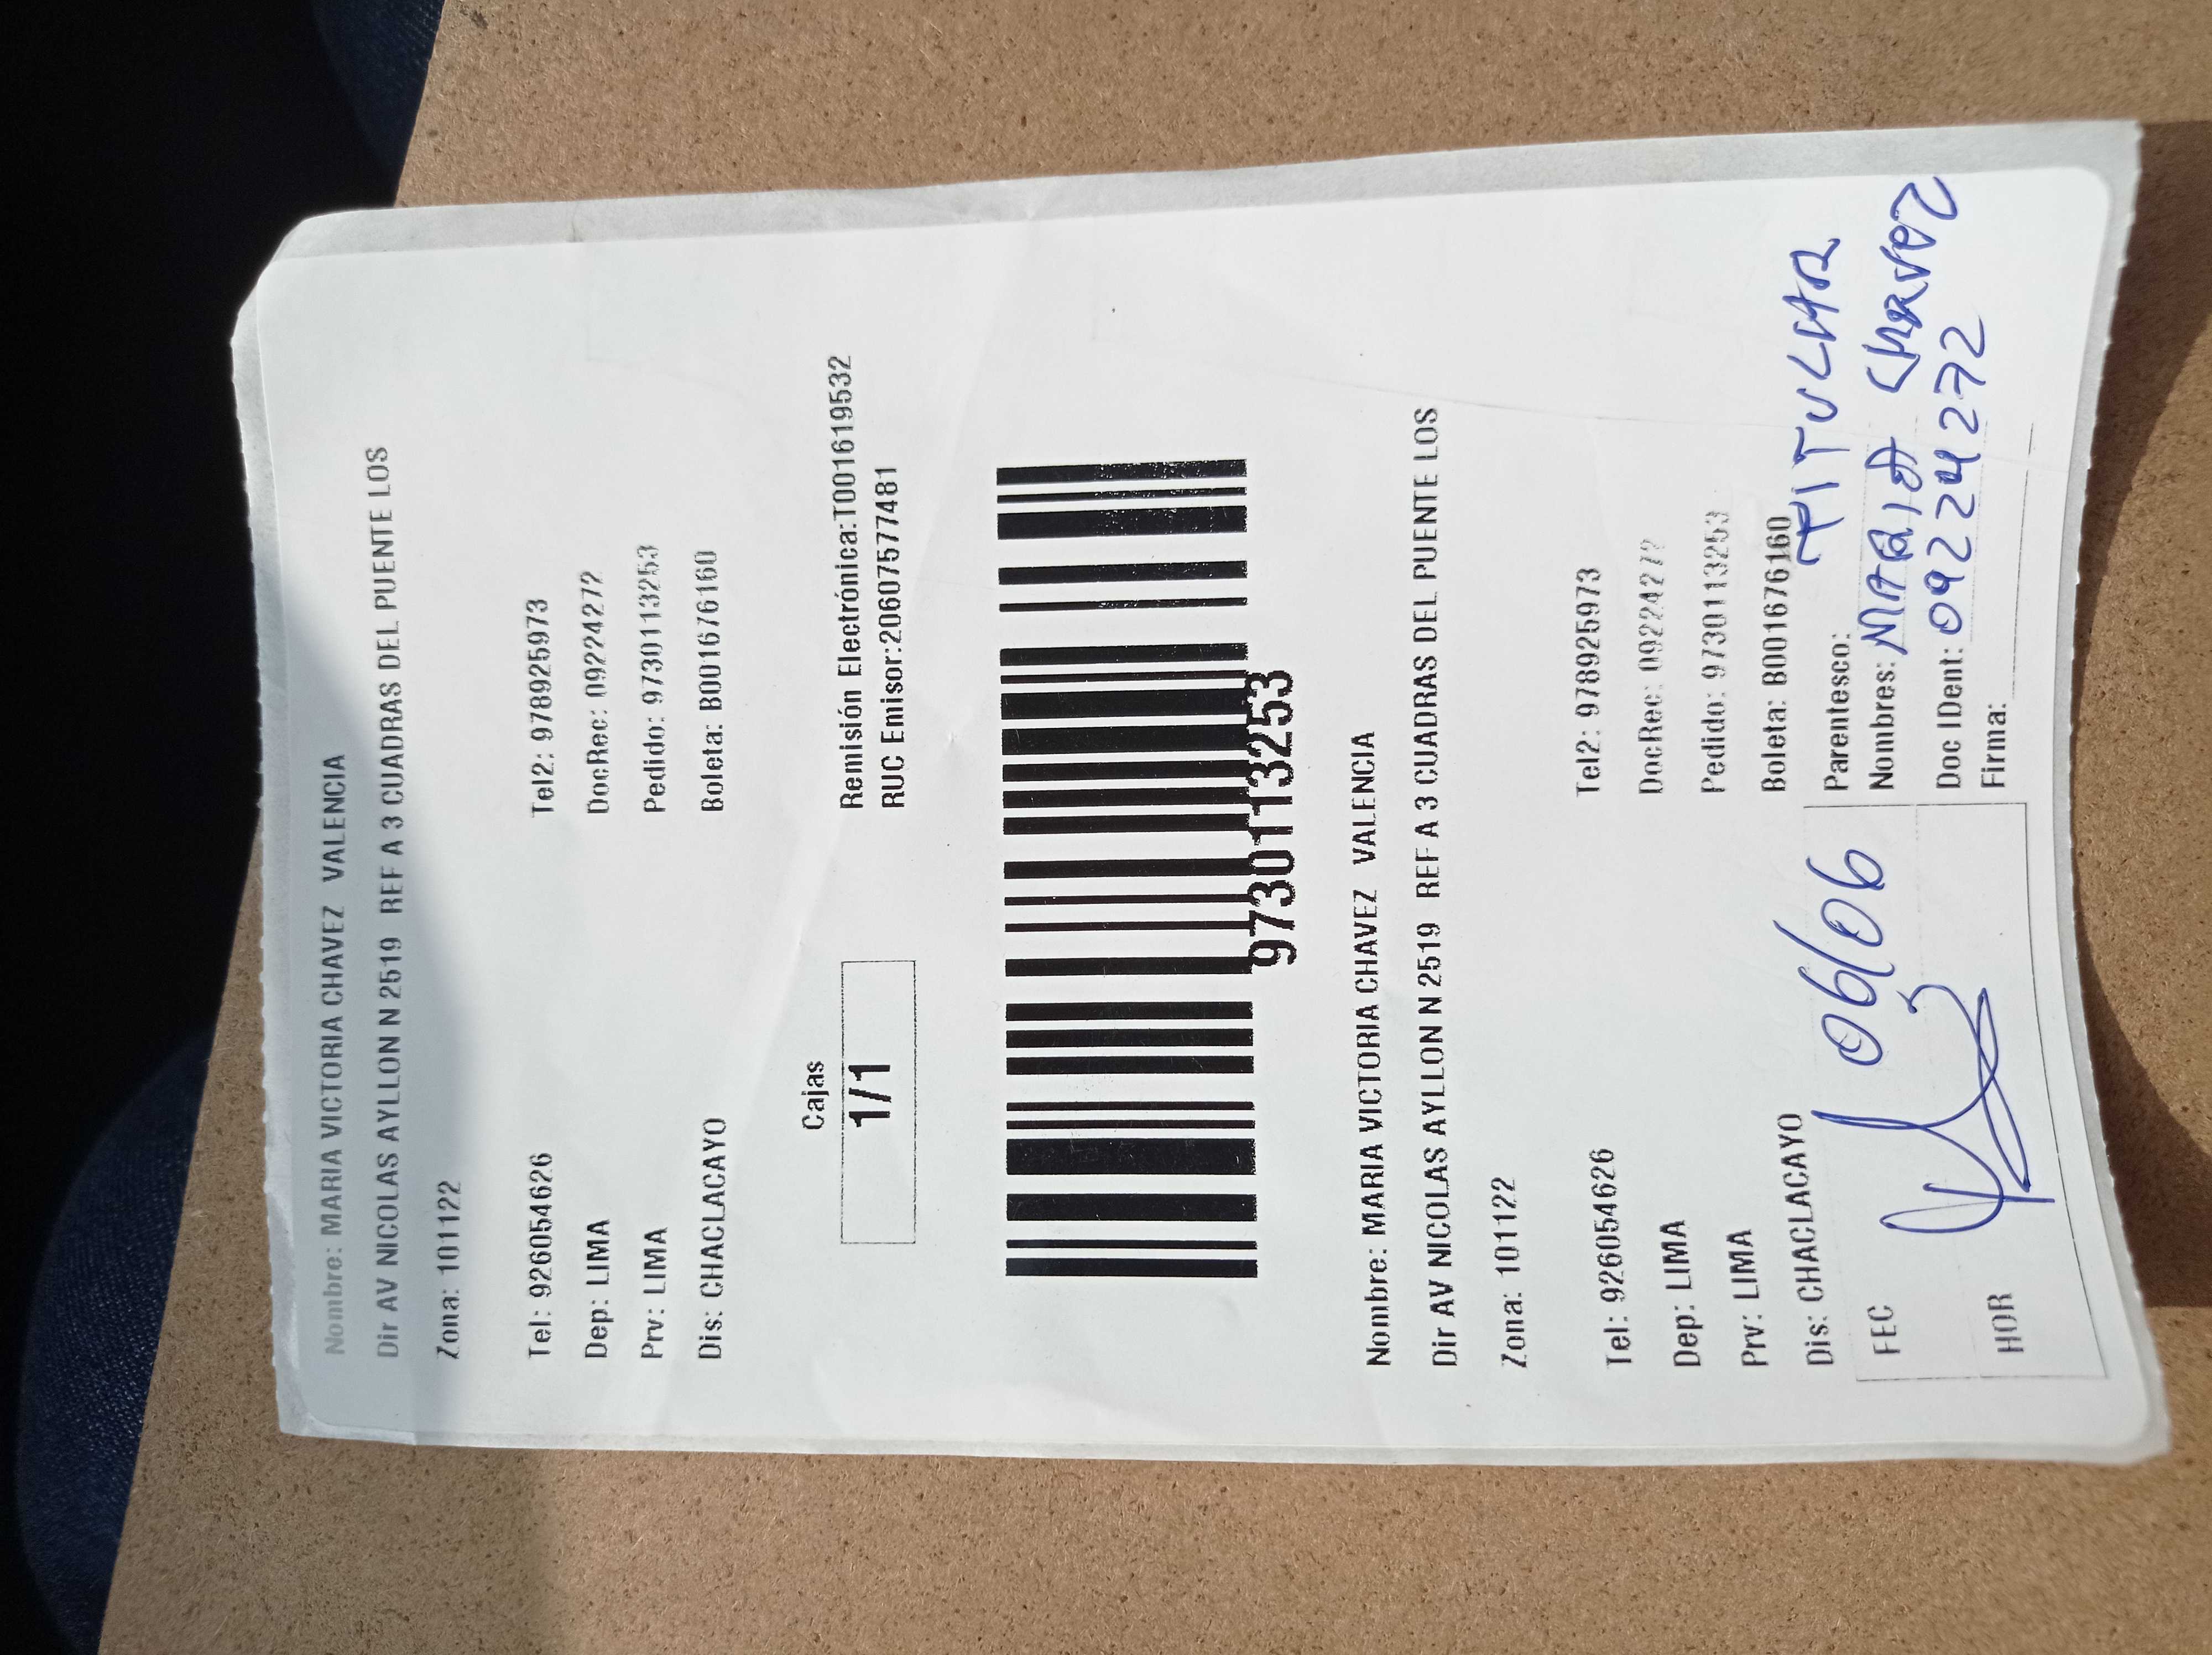 Nombre: MARIA VICTORIA CHAVEZ VALENCIA
Dir AV NICOLAS AYLLON N 2519 REF A 3 CUADRAS DEL PUENTE LOS
Zona: 101122
Tel: 926054626 Tel2: 978925973
Dep: LIMA DocRec: 09224272
Prv: LIMA Pedido: 9730113253
Dis: CHACLACAYO Boleta: B001676160
Cajas
1/1
Remisión Electrónica:T001619532
RUC Emisor:20607577481
9730113253
Nombre: MARIA VICTORIA CHAVEZ VALENCIA
Dir AV NICOLAS AYLLON N 2519 REF A 3 CUADRAS DEL PUENTE LOS
Zona: 101122
Tel: 926054626 Tel2: 978925973
Dep: LIMA DocRec: 09224272
Prv: LIMA Pedido: 9730113253
Dis: CHACLACAYO Boleta: B001676160
FEC 06/06 Parentesco: TITULAR
Nombres: MARIA CHAVEZ
HOR Doc IDent: 09224272
Firma: